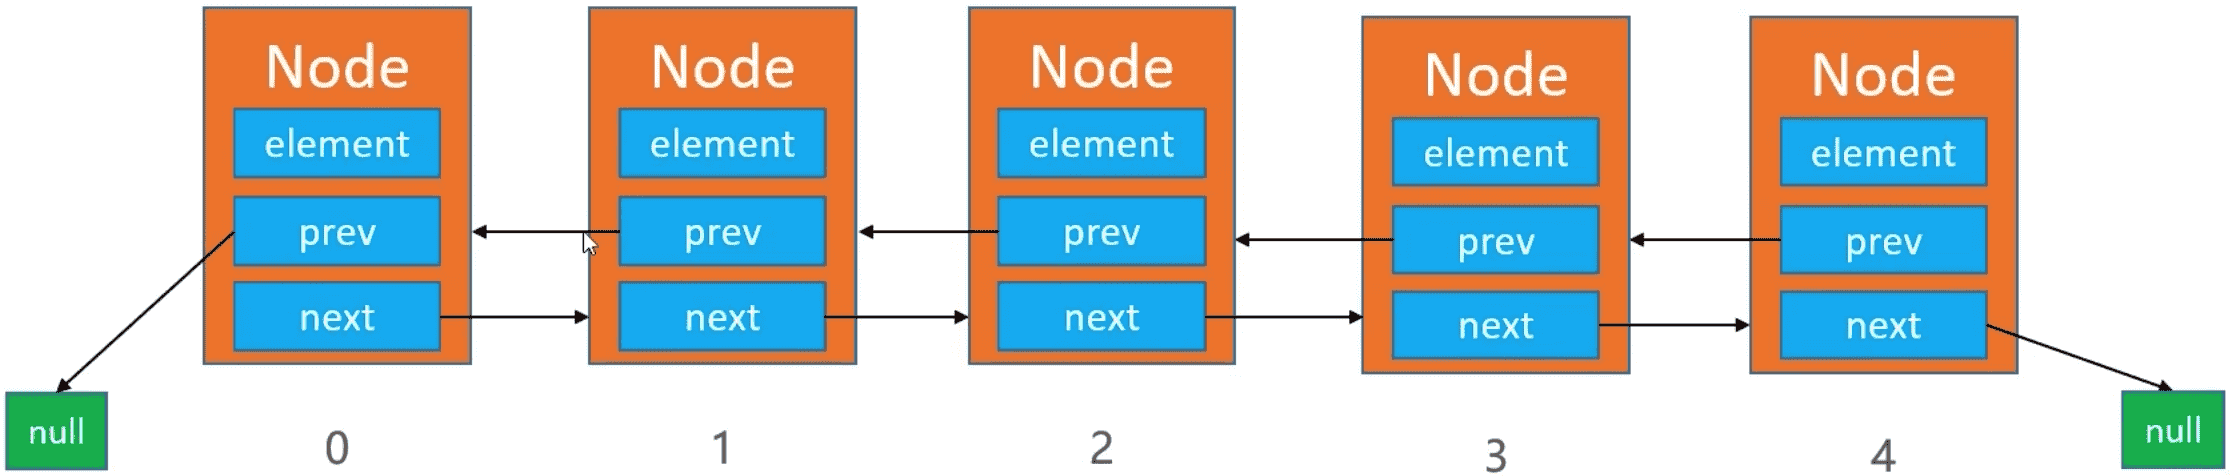 Node
element
prev
next
Node
element
prev
next
Node
element
prev
next
Node
element
prev
next
Node
element
prev
next
null
0
1
2
3
4
null